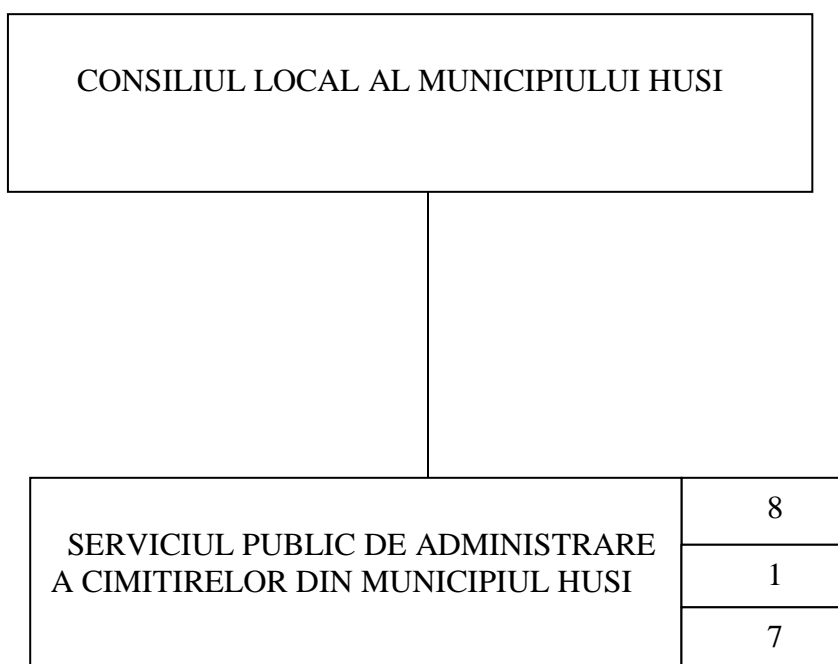 CONSILIUL LOCAL AL MUNICIPIULUI HUSI
SERVICIUL PUBLIC DE ADMINISTRARE
A CIMITIRELOR DIN MUNICIPIUL HUSI
8
1
7